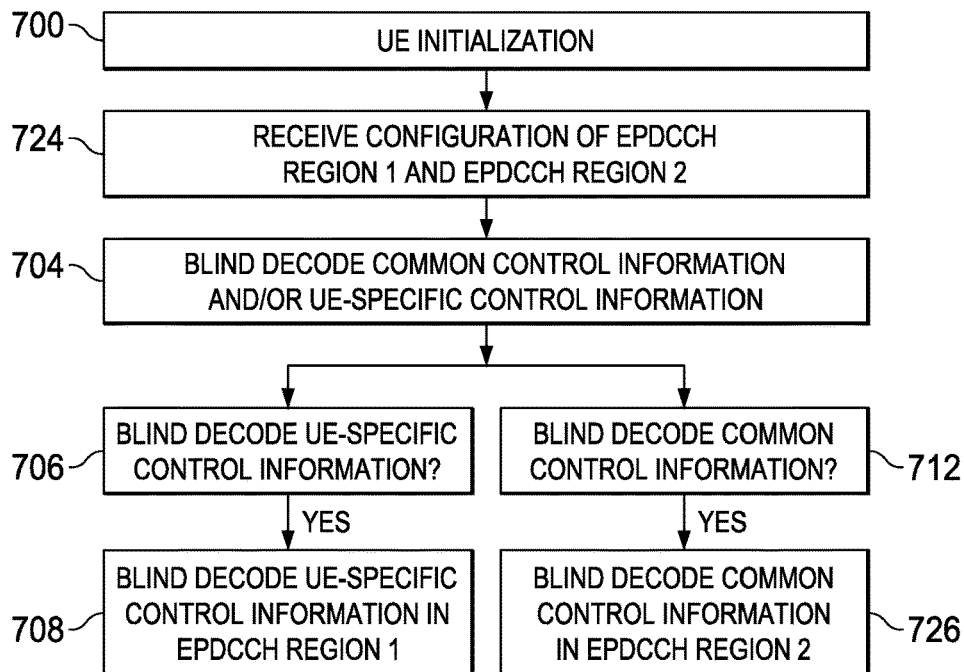 700
UE INITIALIZATION
724
RECEIVE CONFIGURATION OF EPDCCH
REGION 1 AND EPDCCH REGION 2
704
BLIND DECODE COMMON CONTROL INFORMATION
AND/OR UE-SPECIFIC CONTROL INFORMATION
706
BLIND DECODE UE-SPECIFIC
CONTROL INFORMATION?
BLIND DECODE COMMON
CONTROL INFORMATION?
712
YES
YES
708
BLIND DECODE UE-SPECIFIC
CONTROL INFORMATION IN
EPDCCH REGION 1
BLIND DECODE COMMON
CONTROL INFORMATION
IN EPDCCH REGION 2
726